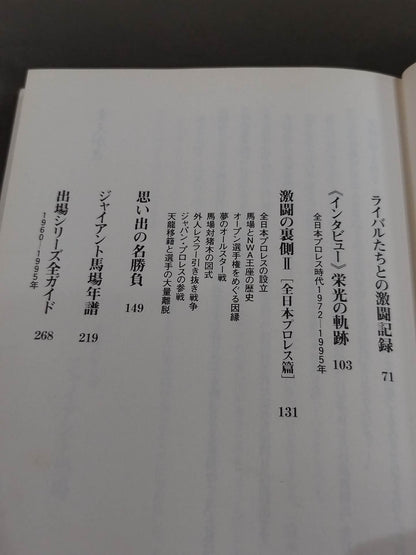 ライバルたちとの激闘記録 71
《インタビュー》栄光の軌跡 103
全日本プロレス時代1972—1995年
激闘の裏側Ⅱ［全日本プロレス篇］ 131
全日本プロレスの設立
馬場とNWA王座の歴史
オープン選手権をめぐる因縁
夢のオールスター戦
馬場対猪木の図式
外人レスラー引き抜き戦争
ジャパン・プロレスの参戦
天龍移籍と選手の大量離脱
思い出の名勝負 149
ジャイアント馬場年譜 219
出場シリーズ全ガイド 268
1960—1995年